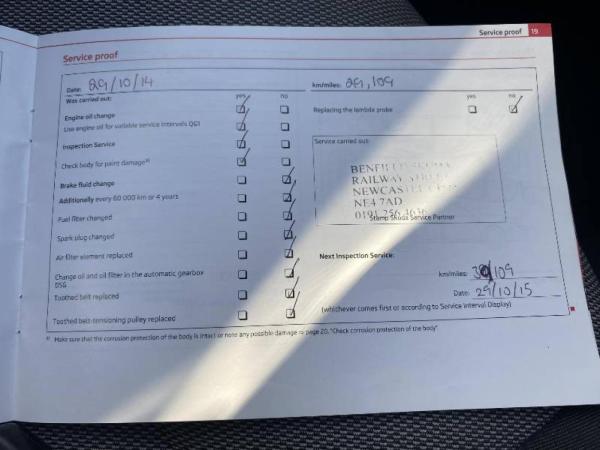 Service proof 19
Service proof
Date: 29/10/14
km/miles: 29,109
Was carried out: yes no
yes no
Engine oil change
Replacing the lambda probe
Use engine oil for variable service intervals QG1
Inspection Service
Service carried out:
Check body for paint damage a)
Brake fluid change
Additionally every 60 000 km or 4 years
Fuel filter changed
Spark plug changed
Air filter element replaced
Change oil and oil filter in the automatic gearbox
DSG
Toothed belt replaced
Toothed belt-tensioning pulley replaced
RAILWAY
NEWCASTLE
NE4 7AD
0191 256
Stamp Škoda Service Partner
Next Inspection Service:
km/miles: 39/109
Date: 29/10/15
(whichever comes first or according to Service Interval Display)
a) Make sure that the corrosion protection of the body is intact or note any possible damage ⇒ page 20, "Check corrosion protection of the body"